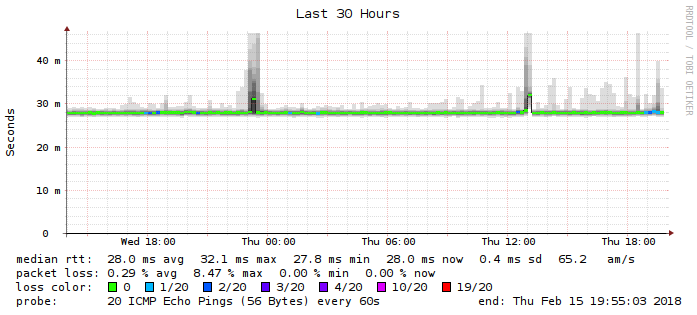 Last 30 Hours
RRDTOOL / TOBI OETIKER
Seconds
40 m
30 m
20 m
10 m
0
Wed 18:00 Thu 00:00 Thu 06:00 Thu 12:00 Thu 18:00
median rtt: 28.0 ms avg 32.1 ms max 27.8 ms min 28.0 ms now 0.4 ms sd 65.2 am/s
packet loss: 0.29 % avg 8.47 % max 0.00 % min 0.00 % now
loss color: 0 1/20 2/20 3/20 4/20 10/20 19/20
probe: 20 ICMP Echo Pings (56 Bytes) every 60s end: Thu Feb 15 19:55:03 2018